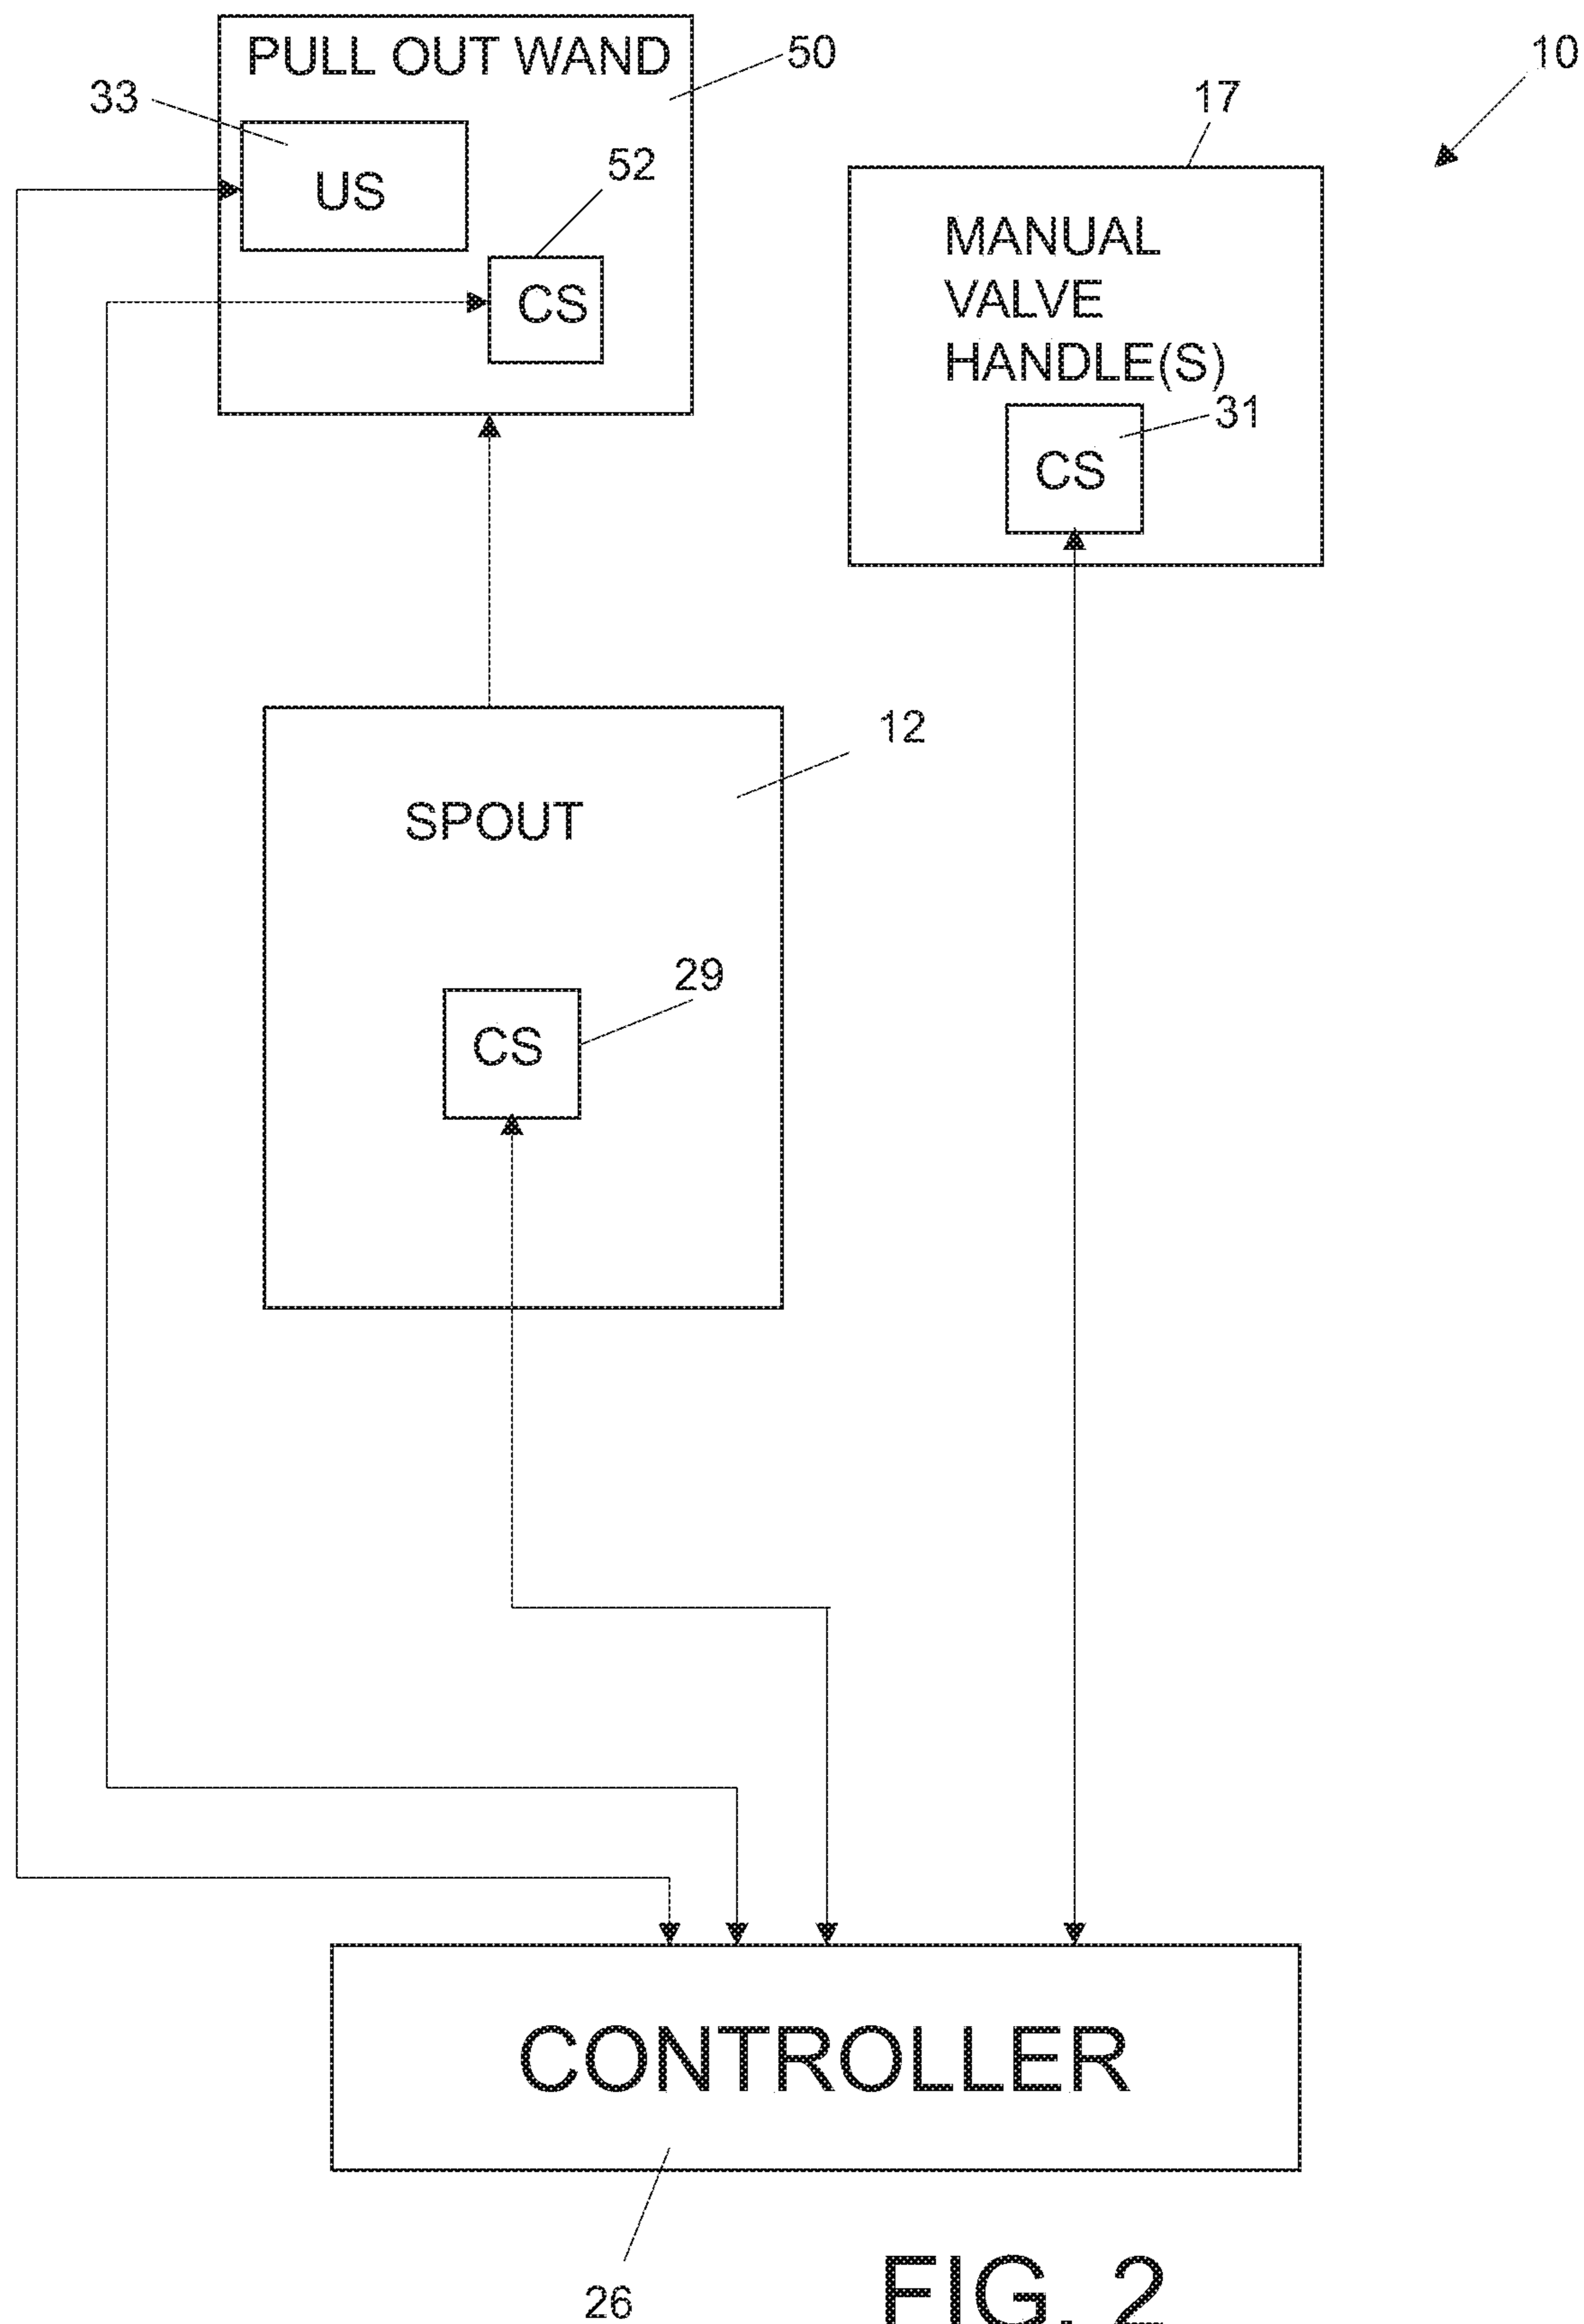 PULL OUT WAND
50
10
33
17
US
52
CS
MANUAL
VALVE
HANDLE(S)
31
CS
12
SPOUT
29
CS
CONTROLLER
26
FIG. 2